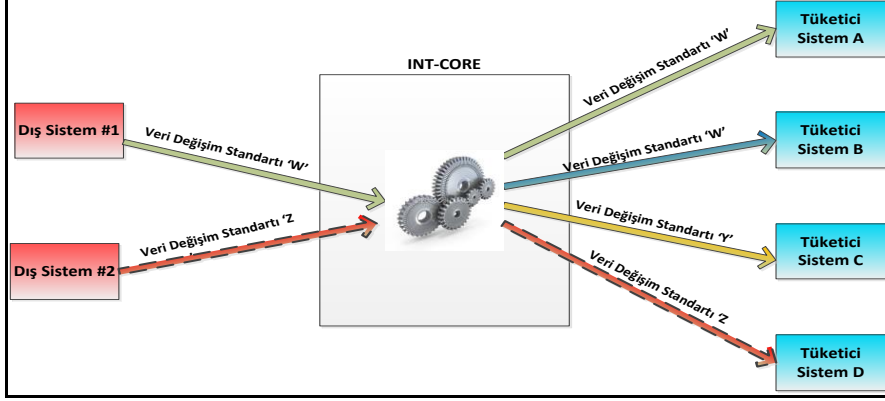 INT-CORE
Dış Sistem #1
Dış Sistem #2
Veri Değişim Standartı ‘W’
Veri Değişim Standartı ‘Z
Veri Değişim Standartı ‘W’
Veri Değişim Standartı ‘W’
Veri Değişim Standartı ‘Y’
Veri Değişim Standartı ‘Z
Tüketici
Sistem A
Tüketici
Sistem B
Tüketici
Sistem C
Tüketici
Sistem D